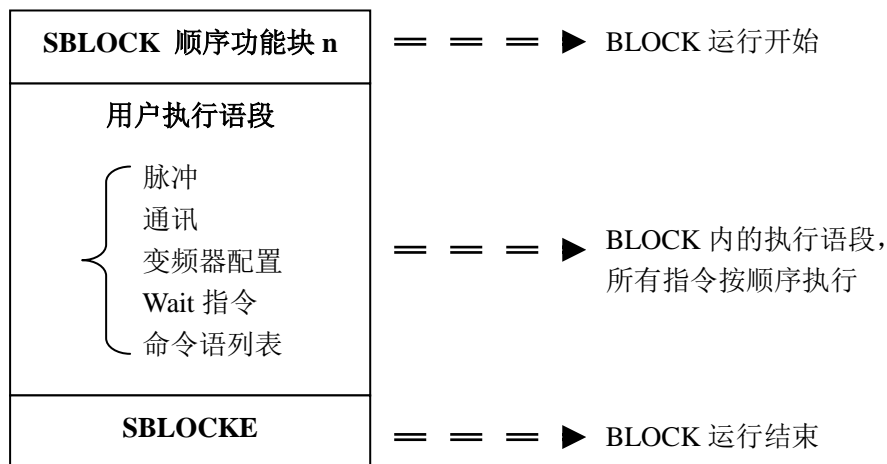 SBLOCK 顺序功能块 n
BLOCK 运行开始
用户执行语段
脉冲
通讯
变频器配置
Wait 指令
命令语列表
BLOCK 内的执行语段，
所有指令按顺序执行
SBLOCKE
BLOCK 运行结束